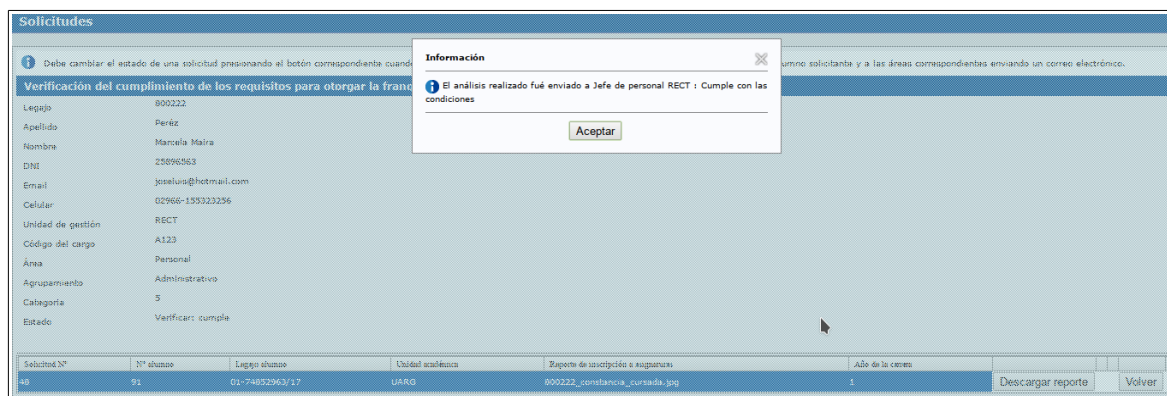 Solicitudes
Debe cambiar el estado de una solicitud presionando el botón correspondiente cuand
umno solicitante y a las áreas correspondientes enviando un correo electrónico.
Información
El análisis realizado fué enviado a Jefe de personal RECT : Cumple con las
condiciones
Aceptar
Verificación del cumplimiento de los requisitos para otorgar la franq
Legajo 800222
Apellido Peréz
Nombre Marcela Maira
DNI 25896563
Email joseluis@hotmail.com
Celular 02966-155323256
Unidad de gestión RECT
Código del cargo A123
Área Personal
Agrupamiento Administrativo
Categoría 5
Estado Verificar: cumple
Solicitud Nº Nº alumno Legajo alumno Unidad académica Reporte de inscripción a asignaturas Año de la carrera
48 91 01-74852963/17 UARG 800222_constancia_cursada.jpg 1 Descargar reporte Volver